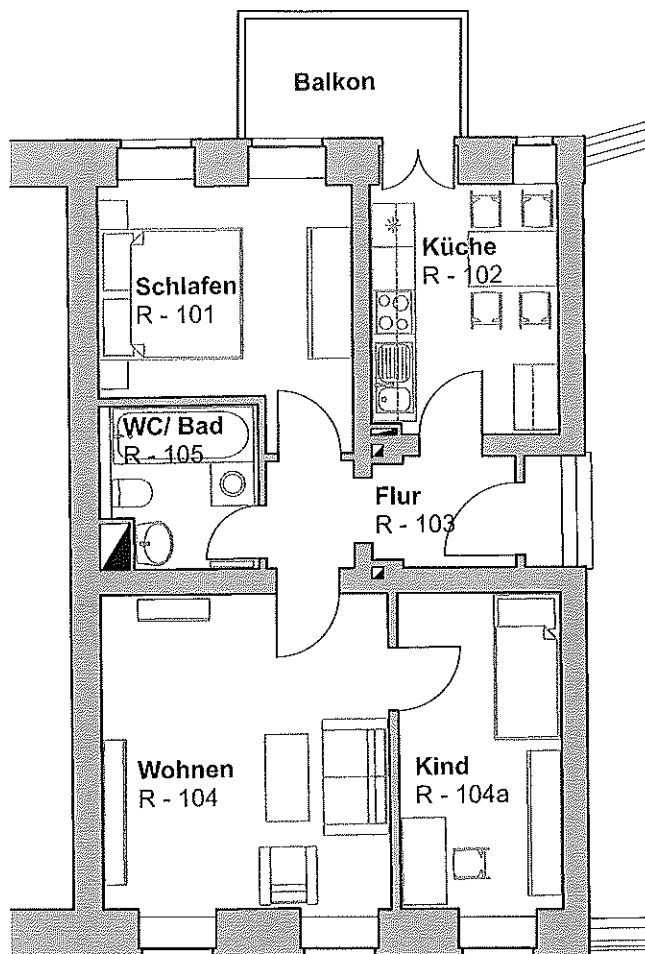 Balkon
Schlafen
R - 101
Küche
R - 102
WC/ Bad
R - 105
Flur
R - 103
Wohnen
R - 104
Kind
R - 104a